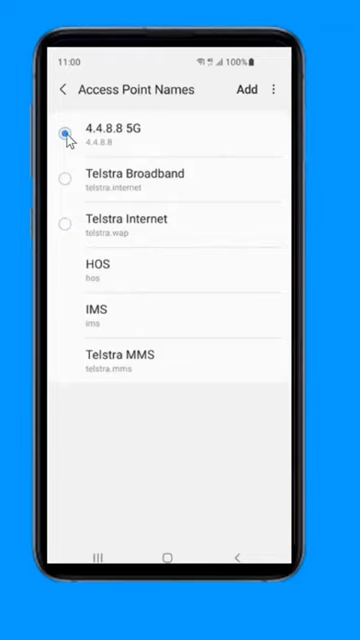 11:00 100%
Access Point Names Add
4.4.8.8 5G
4.4.8.8
Telstra Broadband
telstra.internet
Telstra Internet
telstra.wap
HOS
hos
IMS
ims
Telstra MMS
telstra.mms